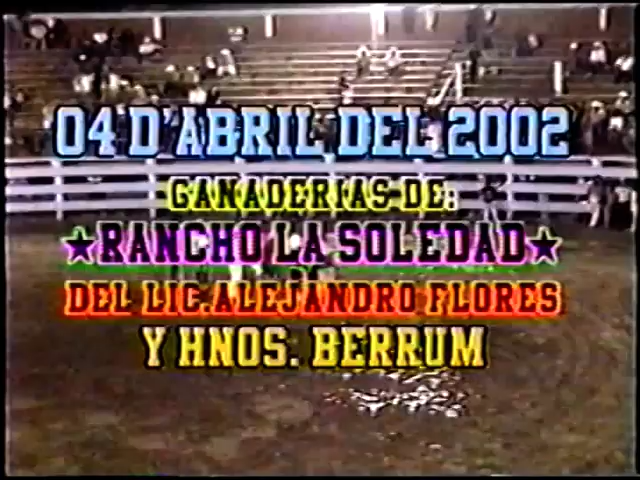 04 D'ABRIL DEL 2002
GANADERIAS DE:
★RANCHO LA SOLEDAD★
DEL LIC. ALEJANDRO FLORES
Y HNOS. BERRUM